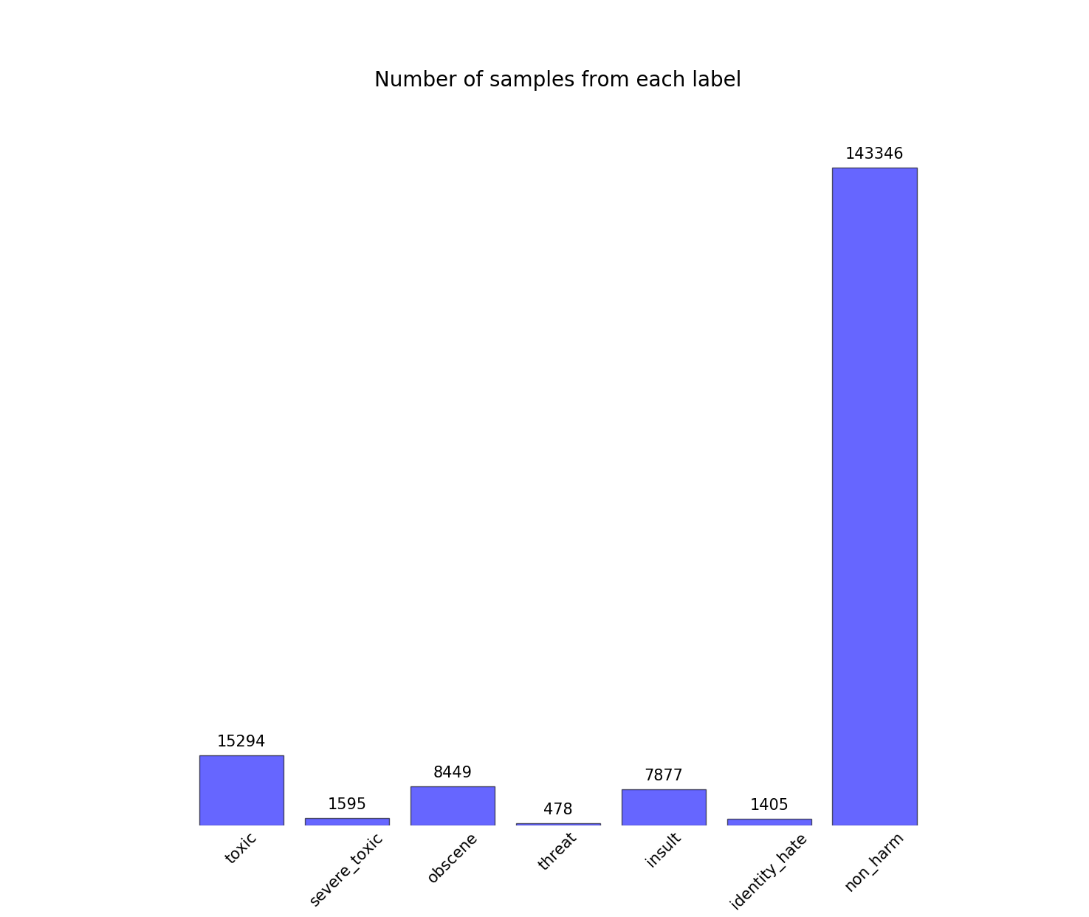 Number of samples from each label
143346
15294
1595
8449
478
7877
1405
toxic
severe_toxic
obscene
threat
insult
identity_hate
non_harm